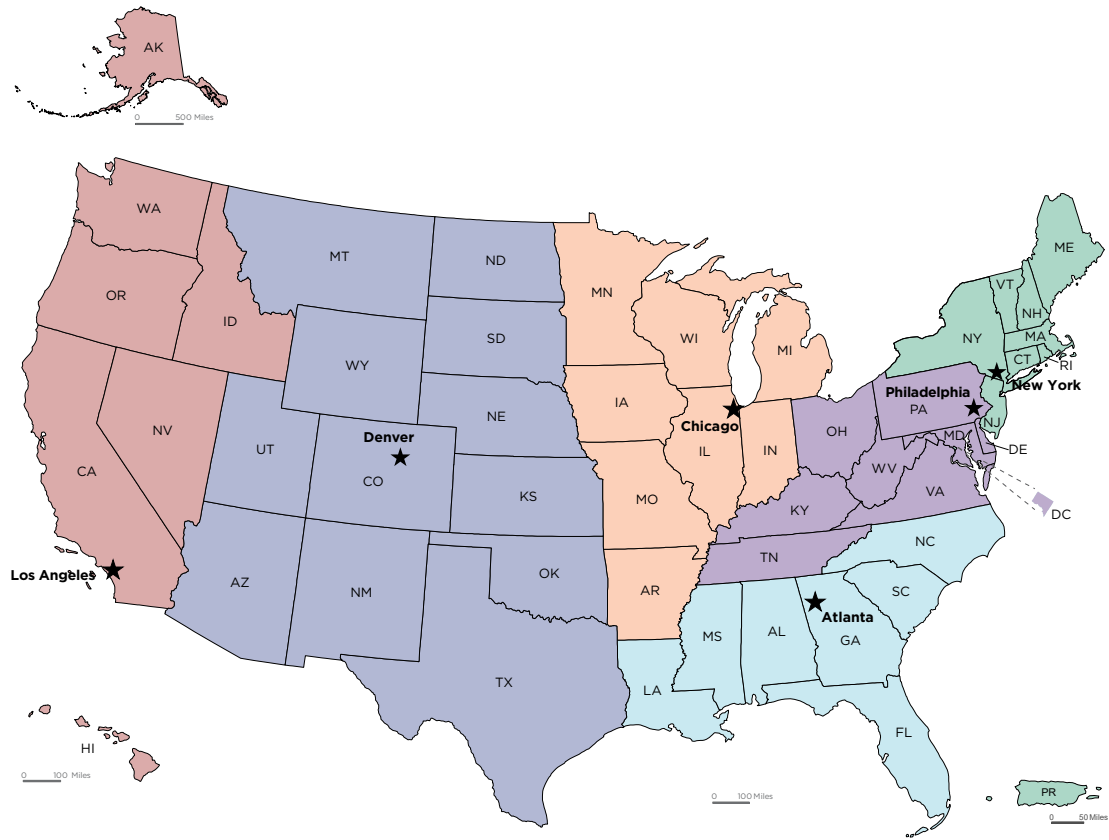 AK
0 500 Miles
WA
ME
MT
ND
VT
OR
MN
NH
ID
NY
MA
SD
WI
MI
CT
RI
WY
New York
Philadelphia
IA
PA
NE
Chicago
NJ
NV
OH
MD
Denver
UT
IL
IN
DE
CA
CO
WV
KS
MO
VA
KY
DC
NC
TN
Los Angeles
OK
AZ
NM
AR
SC
Atlanta
MS
AL
GA
TX
LA
FL
HI
0 100 Miles
0 100 Miles
PR
0 50 Miles